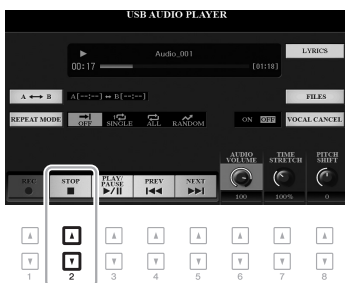 USB AUDIO PLAYER
Audio_001
00:17
[01:18]
LYRICS
A ⟷ B
A[--:--] ↔ B[--:--]
FILES
REPEAT MODE
OFF SINGLE ALL RANDOM
ON OFF
VOCAL CANCEL
AUDIO VOLUME
TIME STRETCH
PITCH SHIFT
REC STOP PLAY/PAUSE PREV NEXT
100 100% 0
1 2 3 4 5 6 7 8